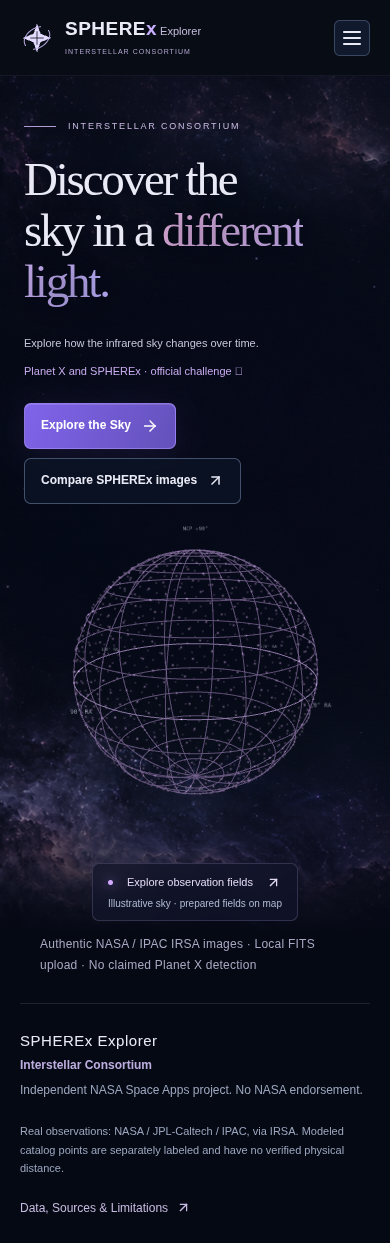 SPHEREx Explorer
INTERSTELLAR CONSORTIUM
INTERSTELLAR CONSORTIUM
Discover the
sky in a different
light.
Explore how the infrared sky changes over time.
Planet X and SPHEREx · official challenge
Explore the Sky
Compare SPHEREx images
NCP +90°
Explore observation fields
Illustrative sky · prepared fields on map
Authentic NASA / IPAC IRSA images · Local FITS
upload · No claimed Planet X detection
SPHEREx Explorer
Interstellar Consortium
Independent NASA Space Apps project. No NASA endorsement.
Real observations: NASA / JPL-Caltech / IPAC, via IRSA. Modeled
catalog points are separately labeled and have no verified physical
distance.
Data, Sources & Limitations